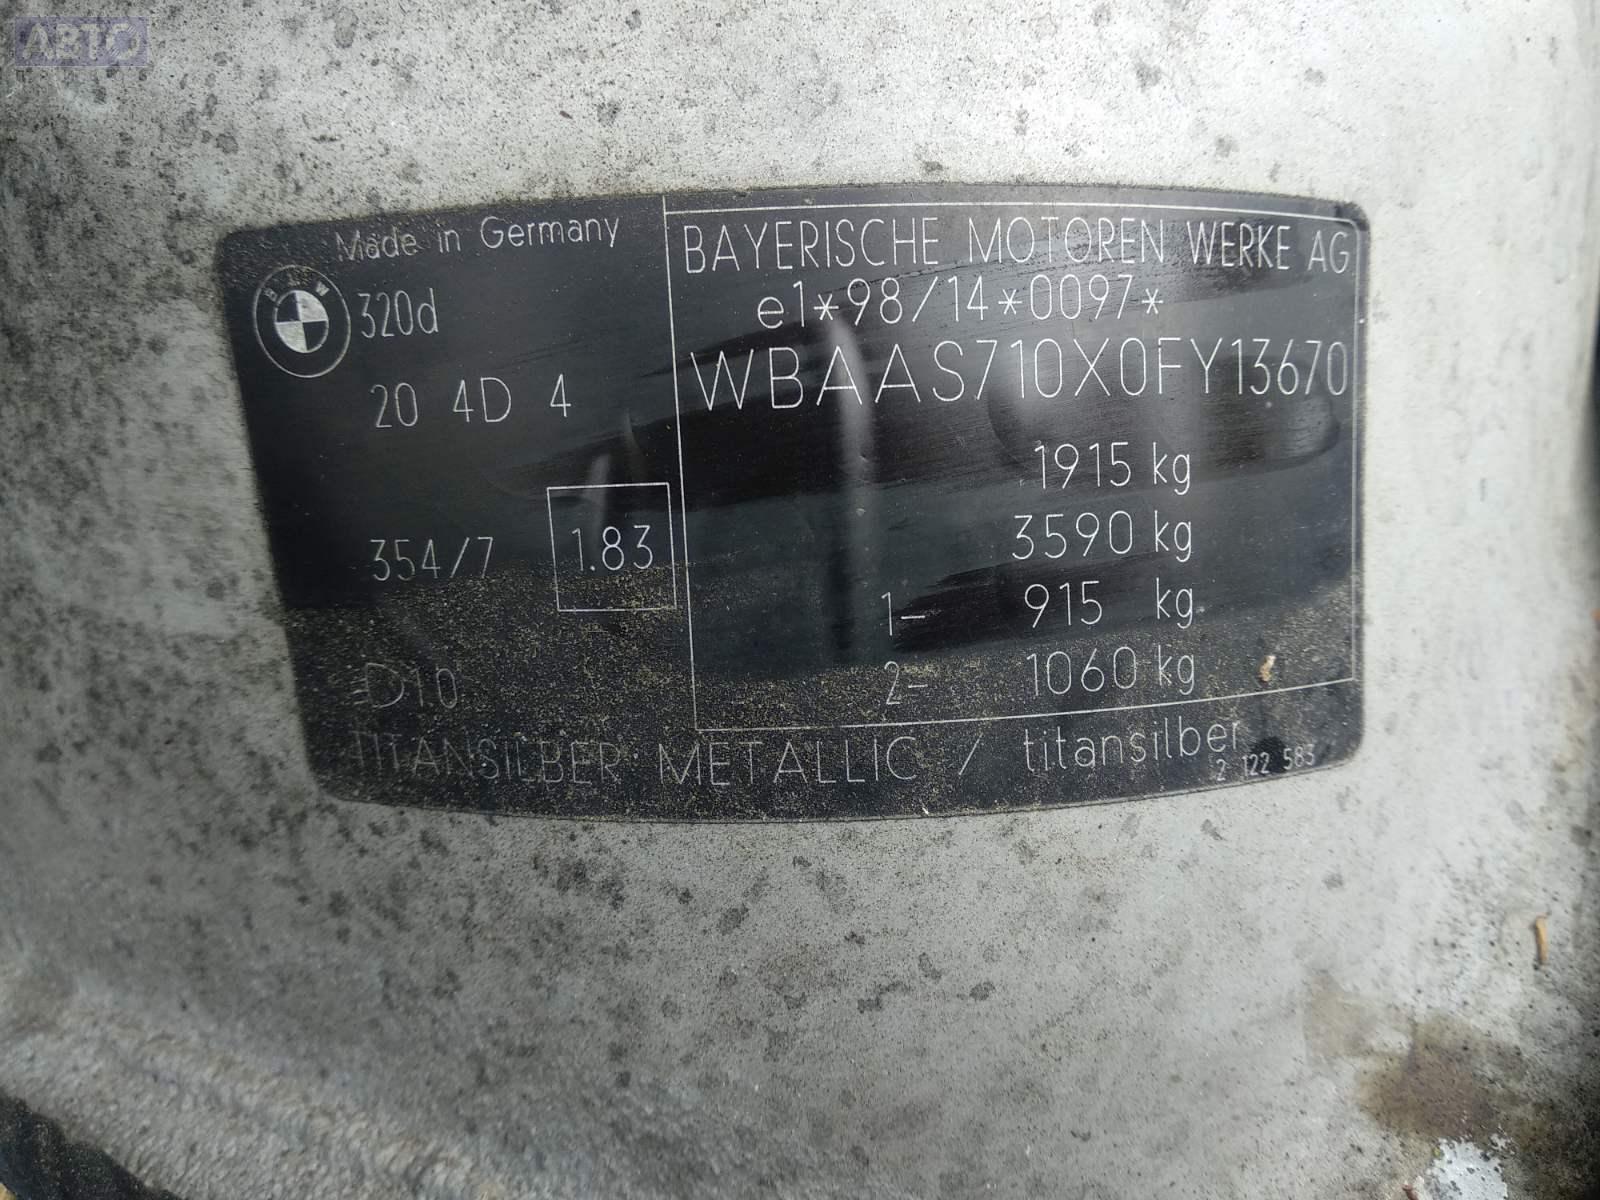 АВТО
Made in Germany
BMW
320d
20 4D 4
354/7
1.83
D10
BAYERISCHE MOTOREN WERKE AG
e1*98/14*0097*
WBAAS710X0FY13670
1915 kg
3590 kg
1- 915 kg
2- 1060 kg
TITANSILBER METALLIC / titansilber
2 122 583